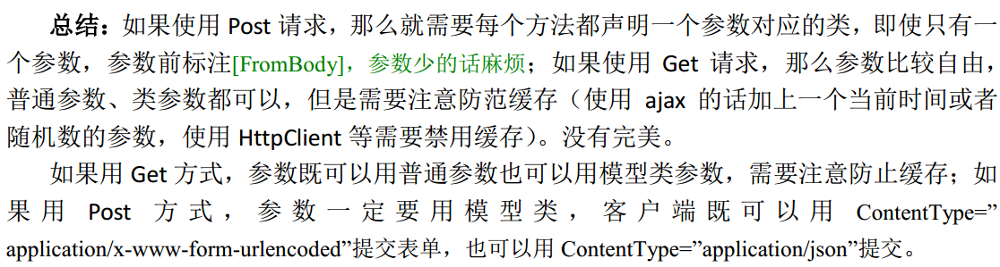 总结：如果使用 Post 请求，那么就需要每个方法都声明一个参数对应的类，即使只有一
个参数，参数前标注[FromBody]，参数少的话麻烦；如果使用 Get 请求，那么参数比较自由，
普通参数、类参数都可以，但是需要注意防范缓存（使用 ajax 的话加上一个当前时间或者
随机数的参数，使用 HttpClient 等需要禁用缓存）。没有完美。
如果用 Get 方式，参数既可以用普通参数也可以用模型类参数，需要注意防止缓存；如
果用 Post 方式，参数一定要用模型类，客户端既可以用 ContentType=”
application/x-www-form-urlencoded”提交表单，也可以用 ContentType=”application/json”提交。